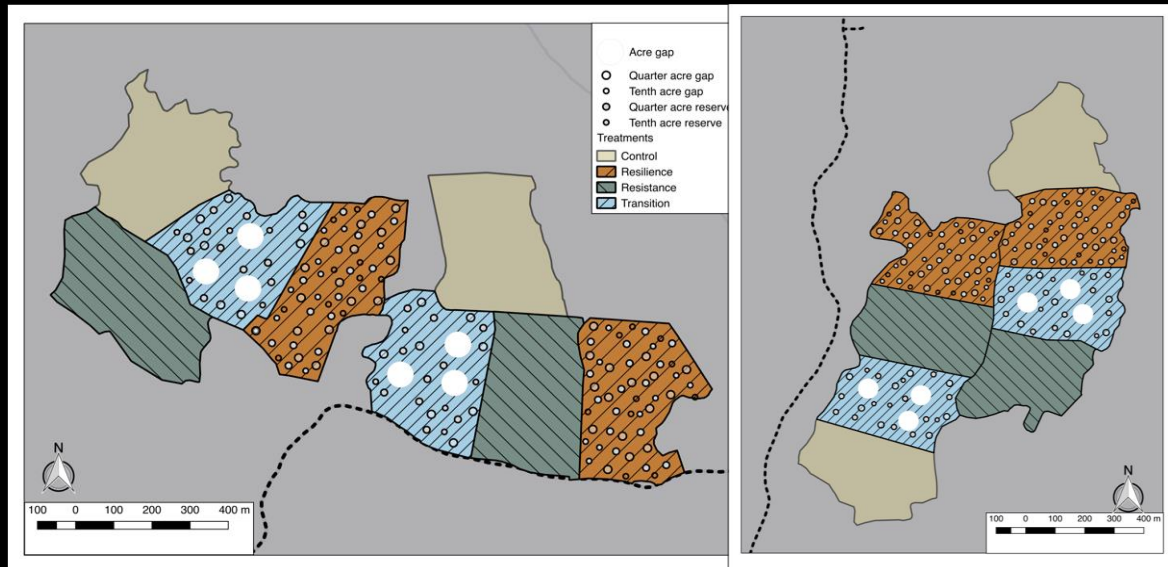 Acre gap
Quarter acre gap
Tenth acre gap
Quarter acre reserve
Tenth acre reserve
Treatments
Control
Resilience
Resistance
Transition
N
100 0 100 200 300 400 m
N
100 0 100 200 300 400 m